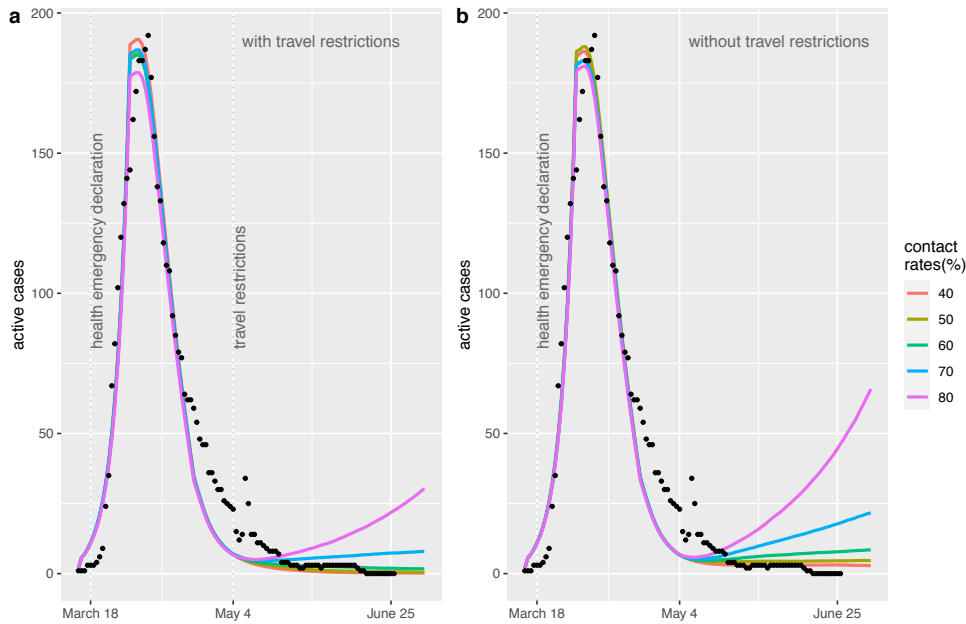 a
with travel restrictions
200
150
100
50
0
active cases
health emergency declaration
travel restrictions
March 18
May 4
June 25
b
without travel restrictions
200
150
100
50
0
active cases
health emergency declaration
March 18
May 4
June 25
contact
rates(%)
40
50
60
70
80